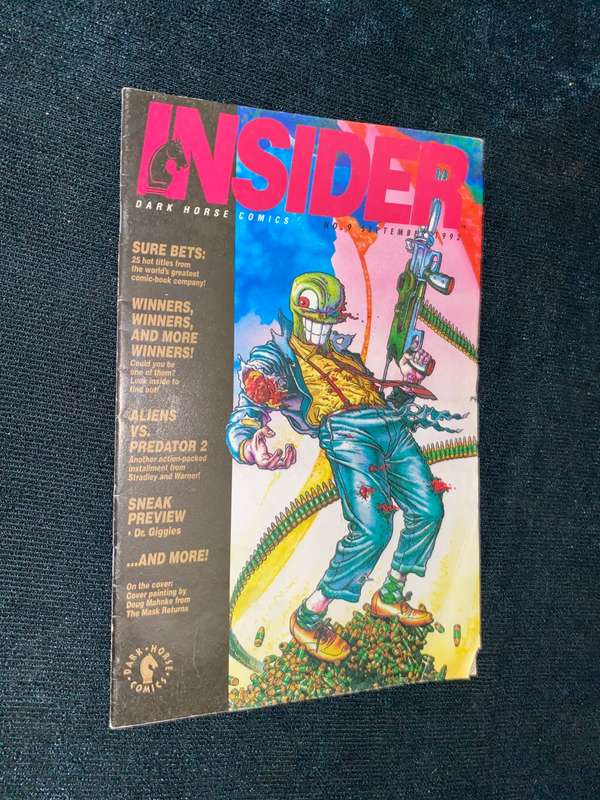 INSIDER
DARK HORSE COMICS
NO. 9 SEPTEMBER 1992
SURE BETS:
25 hot titles from
the world's greatest
comic-book company!
WINNERS,
WINNERS,
AND MORE
WINNERS!
Could you be
one of them?
Look inside to
find out!
ALIENS
VS.
PREDATOR 2
Another action-packed
installment from
Stradley and Warner!
SNEAK
PREVIEW
• Dr. Giggles
...AND MORE!
On the cover:
Cover painting by
Doug Mahnke from
The Mask Returns
DARK • HORSE
COMICS